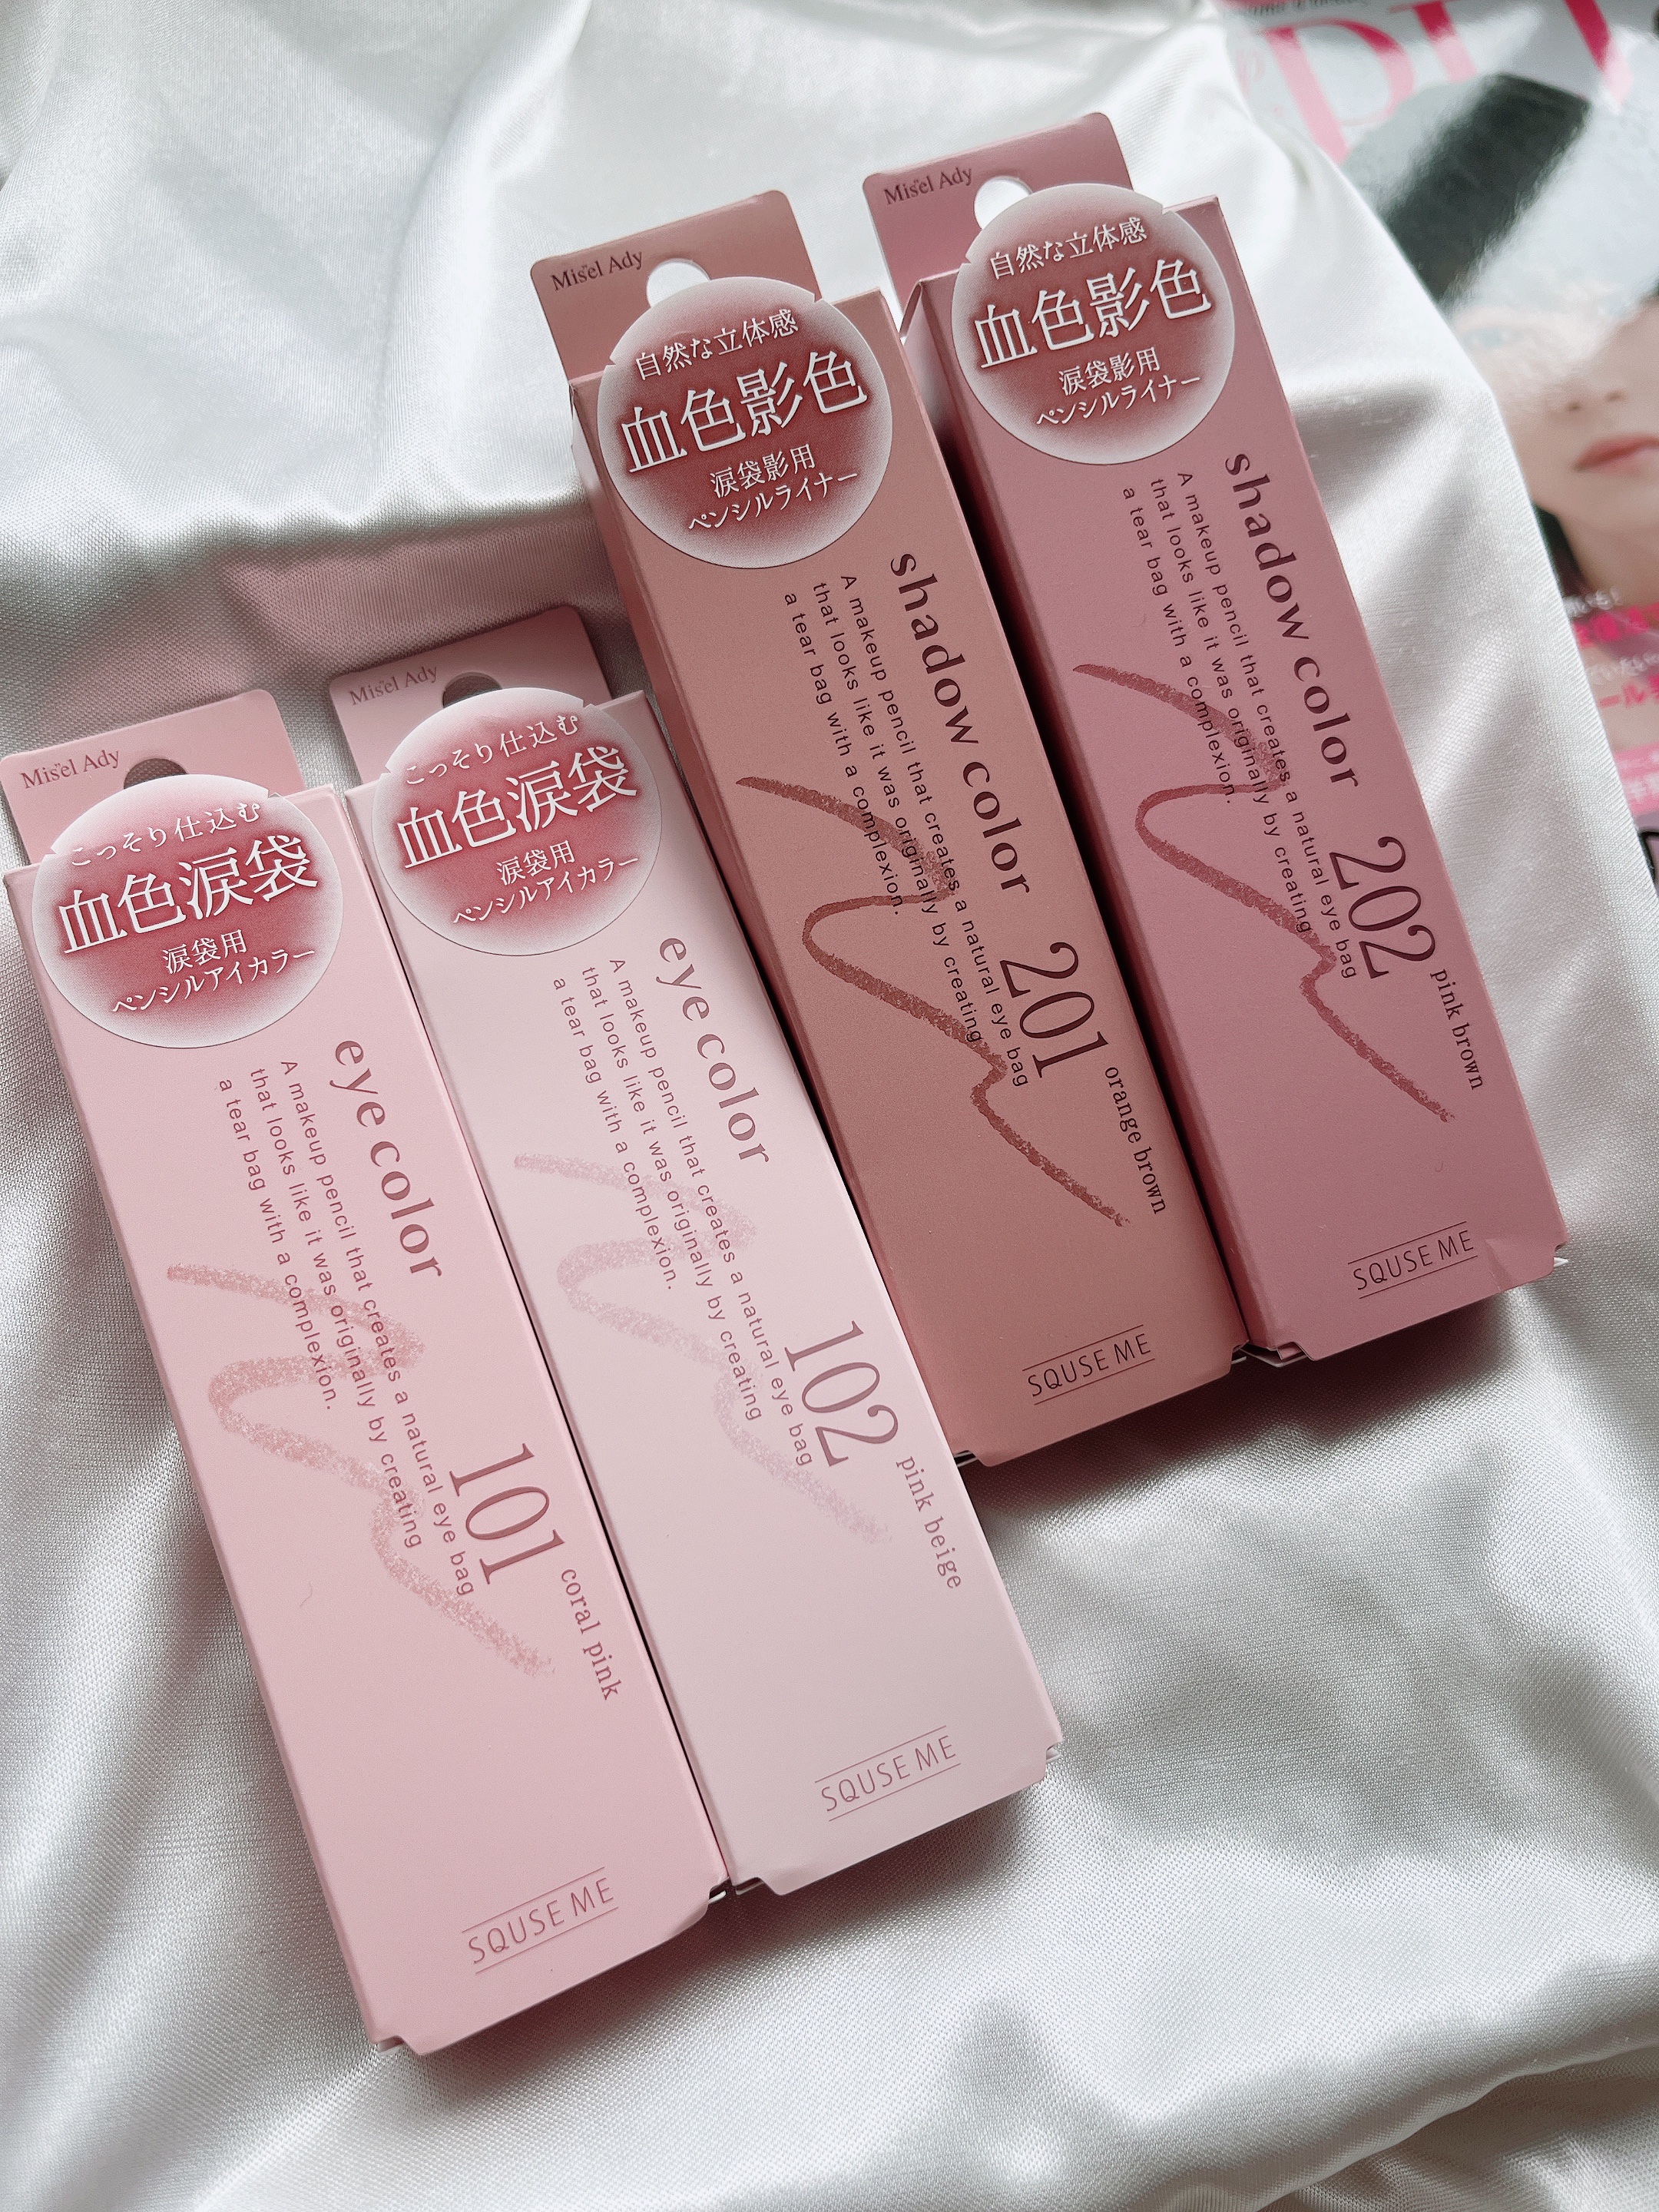 Mis'el Ady
こっそり仕込む
血色涙袋
涙袋用
ペンシルアイカラー
eye color
A makeup pencil that creates a natural eye bag
that looks like it was originally by creating
a tear bag with a complexion.
101
coral pink
SQUSE ME
Mis'el Ady
こっそり仕込む
血色涙袋
涙袋用
ペンシルアイカラー
eye color
A makeup pencil that creates a natural eye bag
that looks like it was originally by creating
a tear bag with a complexion.
102
pink beige
SQUSE ME
Mis'el Ady
自然な立体感
血色影色
涙袋影用
ペンシルライナー
shadow color
A makeup pencil that creates a natural eye bag
that looks like it was originally by creating
a tear bag with a complexion.
201
orange brown
SQUSE ME
Mis'el Ady
自然な立体感
血色影色
涙袋影用
ペンシルライナー
shadow color
A makeup pencil that creates a natural eye bag
that looks like it was originally by creating
a tear bag with a complexion.
202
pink brown
SQUSE ME